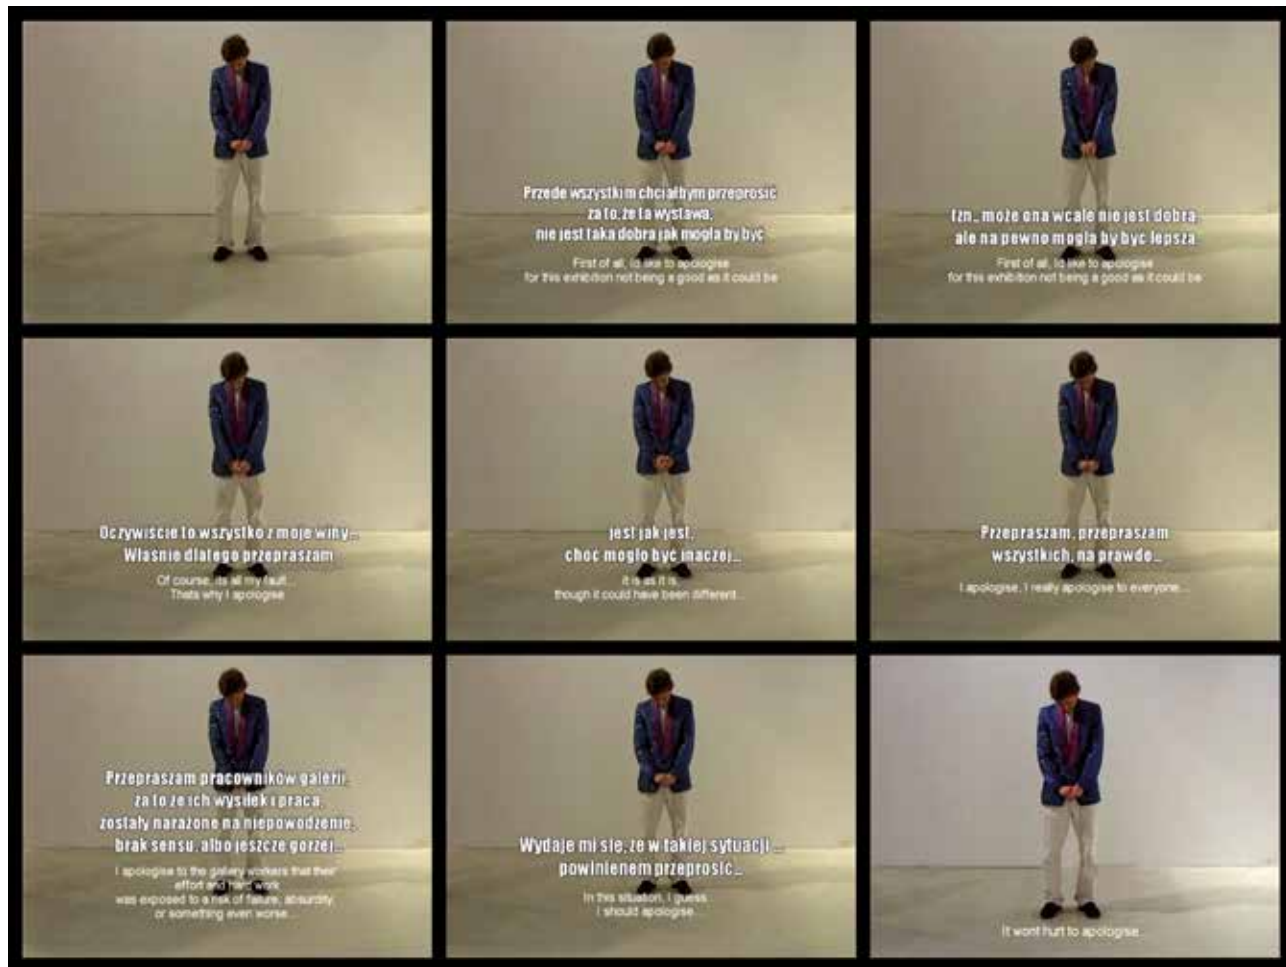 Przede wszystkim chciałbym przeprosić
za to, że ta wystawa,
nie jest taka dobra jak mogła by być
First of all, Id like to apologise
for this exhibition not being a good as it could be
tzn.. może ona wcale nie jest dobra,
ale na pewno mogła by być lepsza
First of all, Id like to apologise
for this exhibition not being a good as it could be
Oczywiście to wszystko z moje winy...
Własnie dlatego przepraszam
Of course, its all my fault...
Thats why I apologise
jest jak jest,
choć mogło być inaczej...
it is as it is
though it could have been different...
Przepraszam, przepraszam
wszystkich, na prawdę...
I apologise, I really apologise to everyone...
Przepraszam pracowników galerii,
za to że ich wysiłek i praca,
zostały narażone na niepowodzenie,
brak sensu, albo jeszcze gorzej...
I apologise to the gallery workers that their
effort and hard work
was exposed to a risk of failure, absurdity,
or something even worse...
Wydaje mi się, że w takiej sytuacji ...
powinienem przeprosić...
In this situation, I guess
I should apologise...
It wont hurt to apologise...